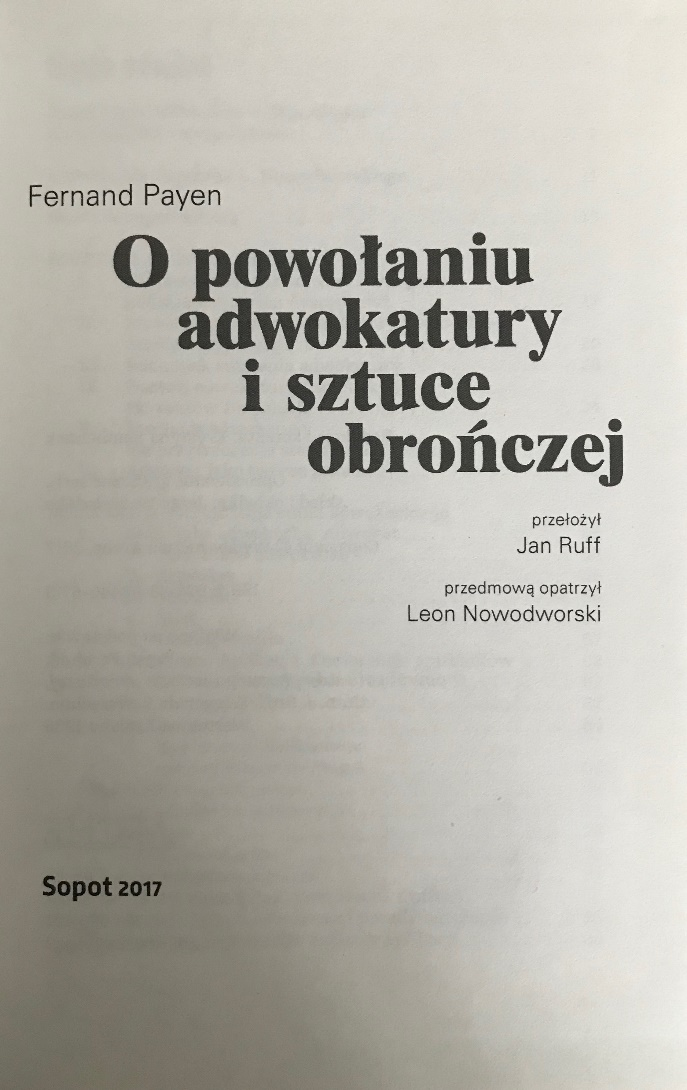 Fernand Payen
O powołaniu
adwokatury
i sztuce
obrończej
przełożył
Jan Ruff
przedmową opatrzył
Leon Nowodworski
Sopot 2017